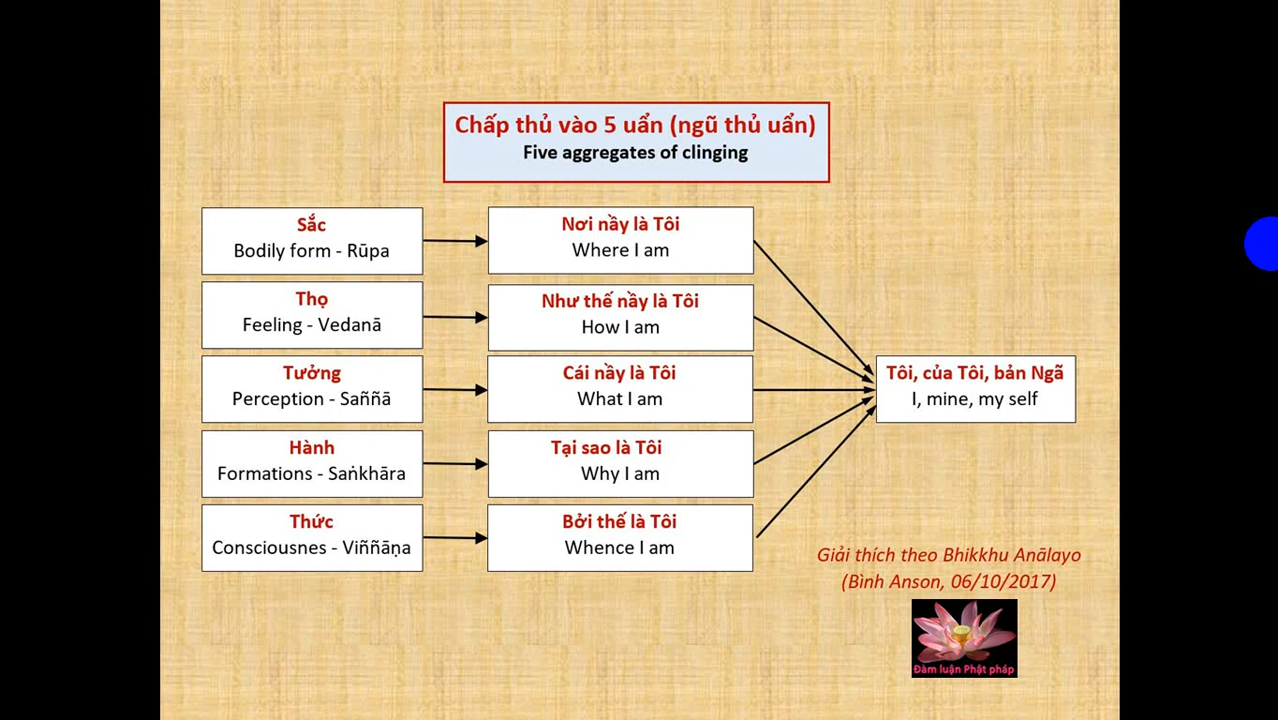 Chấp thủ vào 5 uẩn (ngũ thủ uẩn)
Five aggregates of clinging
Sắc
Bodily form - Rūpa
Nơi nầy là Tôi
Where I am
Thọ
Feeling - Vedanā
Như thế nầy là Tôi
How I am
Tưởng
Perception - Saññā
Cái nầy là Tôi
What I am
Tôi, của Tôi, bản Ngã
I, mine, my self
Hành
Formations - Saṅkhāra
Tại sao là Tôi
Why I am
Thức
Consciousnes - Viññāṇa
Bởi thế là Tôi
Whence I am
Giải thích theo Bhikkhu Anālayo
(Bình Anson, 06/10/2017)
Đàm luận Phật pháp